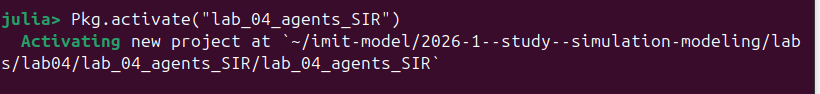 julia> Pkg.activate("lab_04_agents_SIR")
  Activating new project at `~/imit-model/2026-1--study--simulation-modeling/lab
s/lab04/lab_04_agents_SIR/lab_04_agents_SIR`